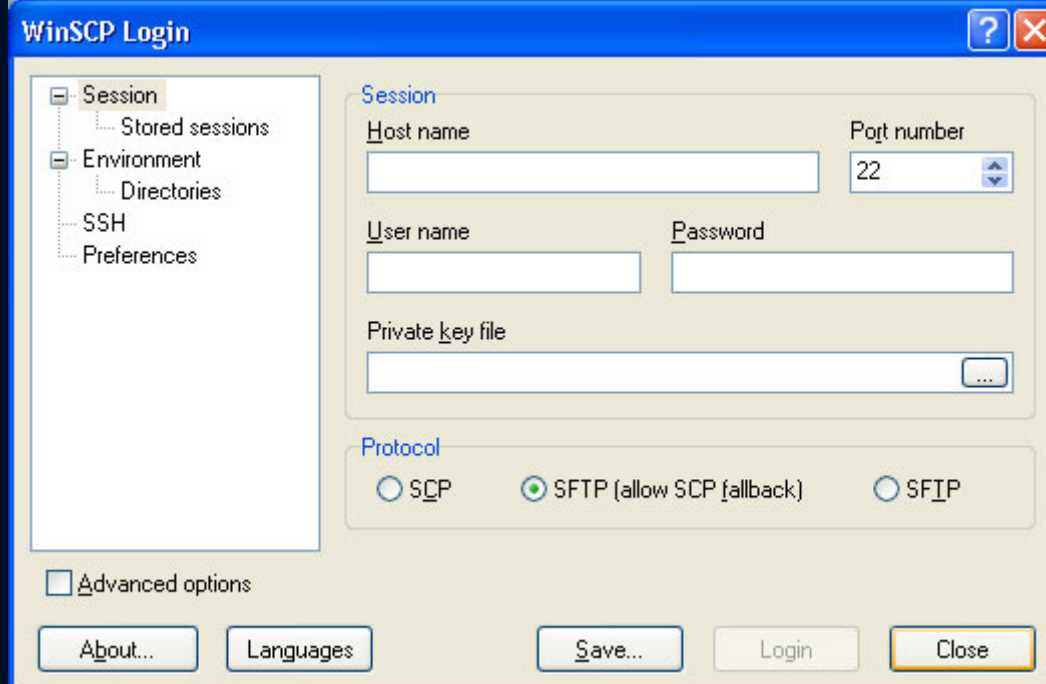 WinSCP Login
Session
Stored sessions
Environment
Directories
SSH
Preferences
Session
Host name
Port number
22
User name
Password
Private key file
...
Protocol
SCP
SFTP (allow SCP fallback)
SFTP
Advanced options
About...
Languages
Save...
Login
Close